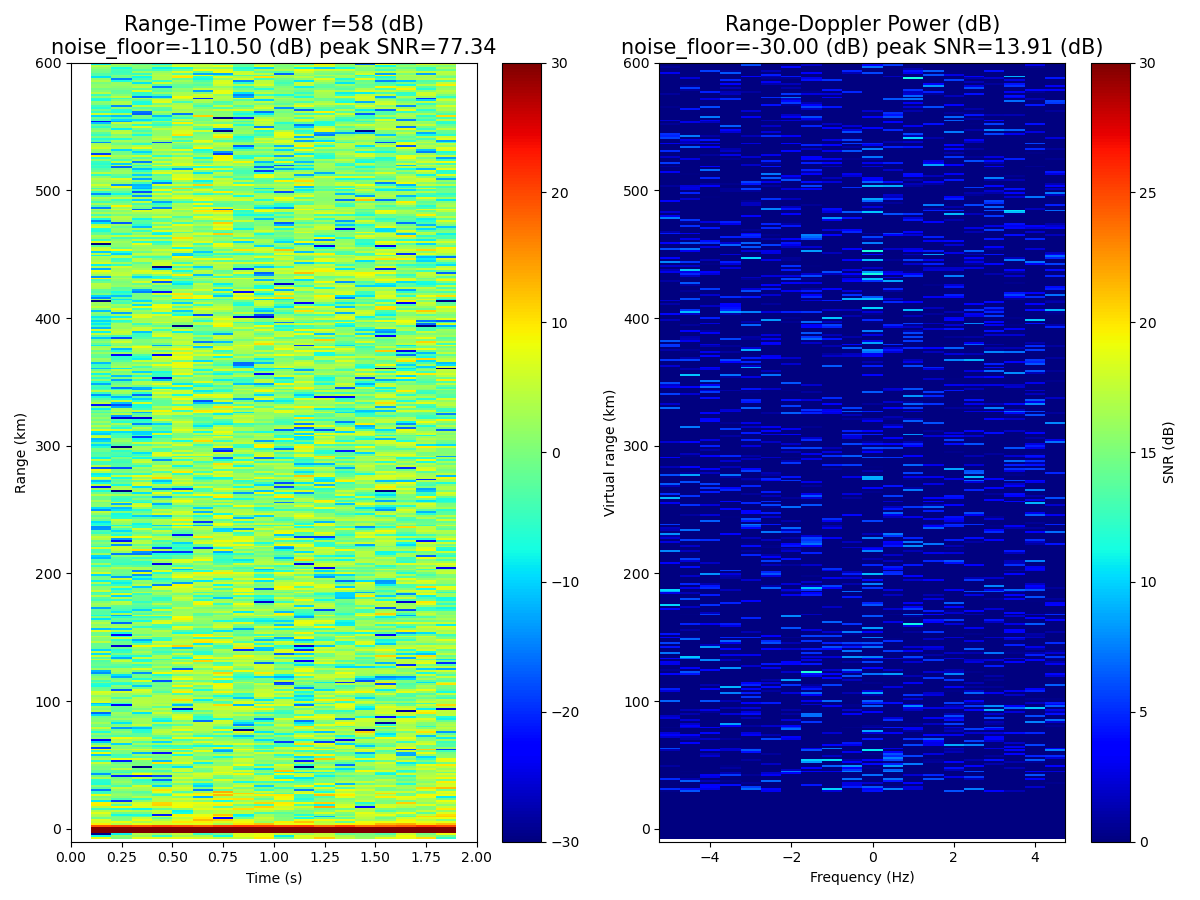 Range-Time Power f=58 (dB)
noise_floor=-110.50 (dB) peak SNR=77.34
600
500
400
300
200
100
0
Range (km)
0.00 0.25 0.50 0.75 1.00 1.25 1.50 1.75 2.00
Time (s)
30
20
10
0
−10
−20
−30
Range-Doppler Power (dB)
noise_floor=-30.00 (dB) peak SNR=13.91 (dB)
600
500
400
300
200
100
0
Virtual range (km)
−4 −2 0 2 4
Frequency (Hz)
30
25
20
15
10
5
0
SNR (dB)